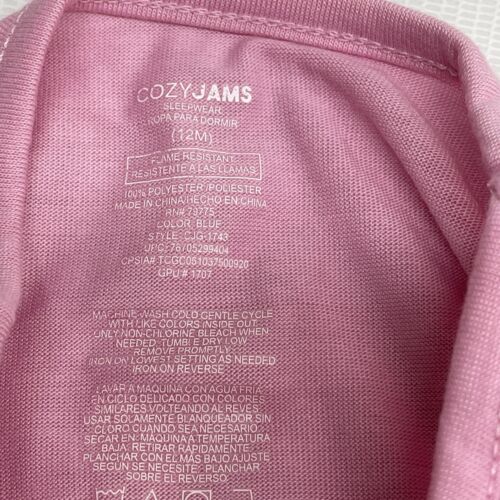 COZYJAMS
SLEEPWEAR
ROPA PARA DORMIR
(12M)
FLAME RESISTANT
RESISTENTE A LAS LLAMAS
100% POLYESTER/POLIESTER
MADE IN CHINA/HECHO EN CHINA
RN# 79775
COLOR: BLUE
STYLE: CJG-1743
UPC: 76705299404
CPSIA# TCGC051037500920
GPU # 1707
MACHINE WASH COLD GENTLE CYCLE
WITH LIKE COLORS INSIDE OUT
ONLY NON-CHLORINE BLEACH WHEN
NEEDED. TUMBLE DRY LOW
REMOVE PROMPTLY.
IRON ON LOWEST SETTING AS NEEDED
IRON ON REVERSE
LAVAR A MAQUINA CON AGUA FRIA
EN CICLO DELICADO CON COLORES
SIMILARES VOLTEANDO AL REVES
USAR SOLAMENTE BLANQUEADOR SIN
CLORO CUANDO SEA NECESARIO
SECAR EN: MAQUINA A TEMPERATURA
BAJA. RETIRAR RAPIDAMENTE
PLANCHAR CON EL MAS BAJO AJUSTE
SEGUN SE NECESITE. PLANCHAR
SOBRE EL REVERSO.